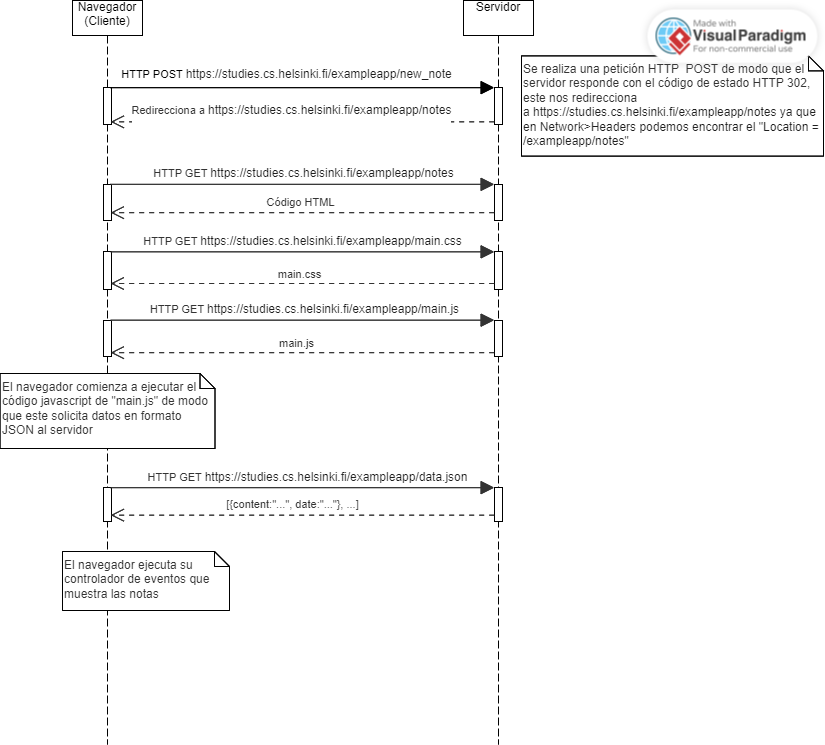 Navegador
(Cliente)
Servidor
Made with
VisualParadigm
For non-commercial use
HTTP POST https://studies.cs.helsinki.fi/exampleapp/new_note
Se realiza una petición HTTP  POST de modo que el
servidor responde con el código de estado HTTP 302,
este nos redirecciona
a https://studies.cs.helsinki.fi/exampleapp/notes ya que
en Network>Headers podemos encontrar el "Location =
/exampleapp/notes"
Redirecciona a https://studies.cs.helsinki.fi/exampleapp/notes
HTTP GET https://studies.cs.helsinki.fi/exampleapp/notes
Código HTML
HTTP GET https://studies.cs.helsinki.fi/exampleapp/main.css
main.css
HTTP GET https://studies.cs.helsinki.fi/exampleapp/main.js
main.js
El navegador comienza a ejecutar el
código javascript de "main.js" de modo
que este solicita datos en formato
JSON al servidor
HTTP GET https://studies.cs.helsinki.fi/exampleapp/data.json
[{content:"...", date:"..."}, ...]
El navegador ejecuta su
controlador de eventos que
muestra las notas